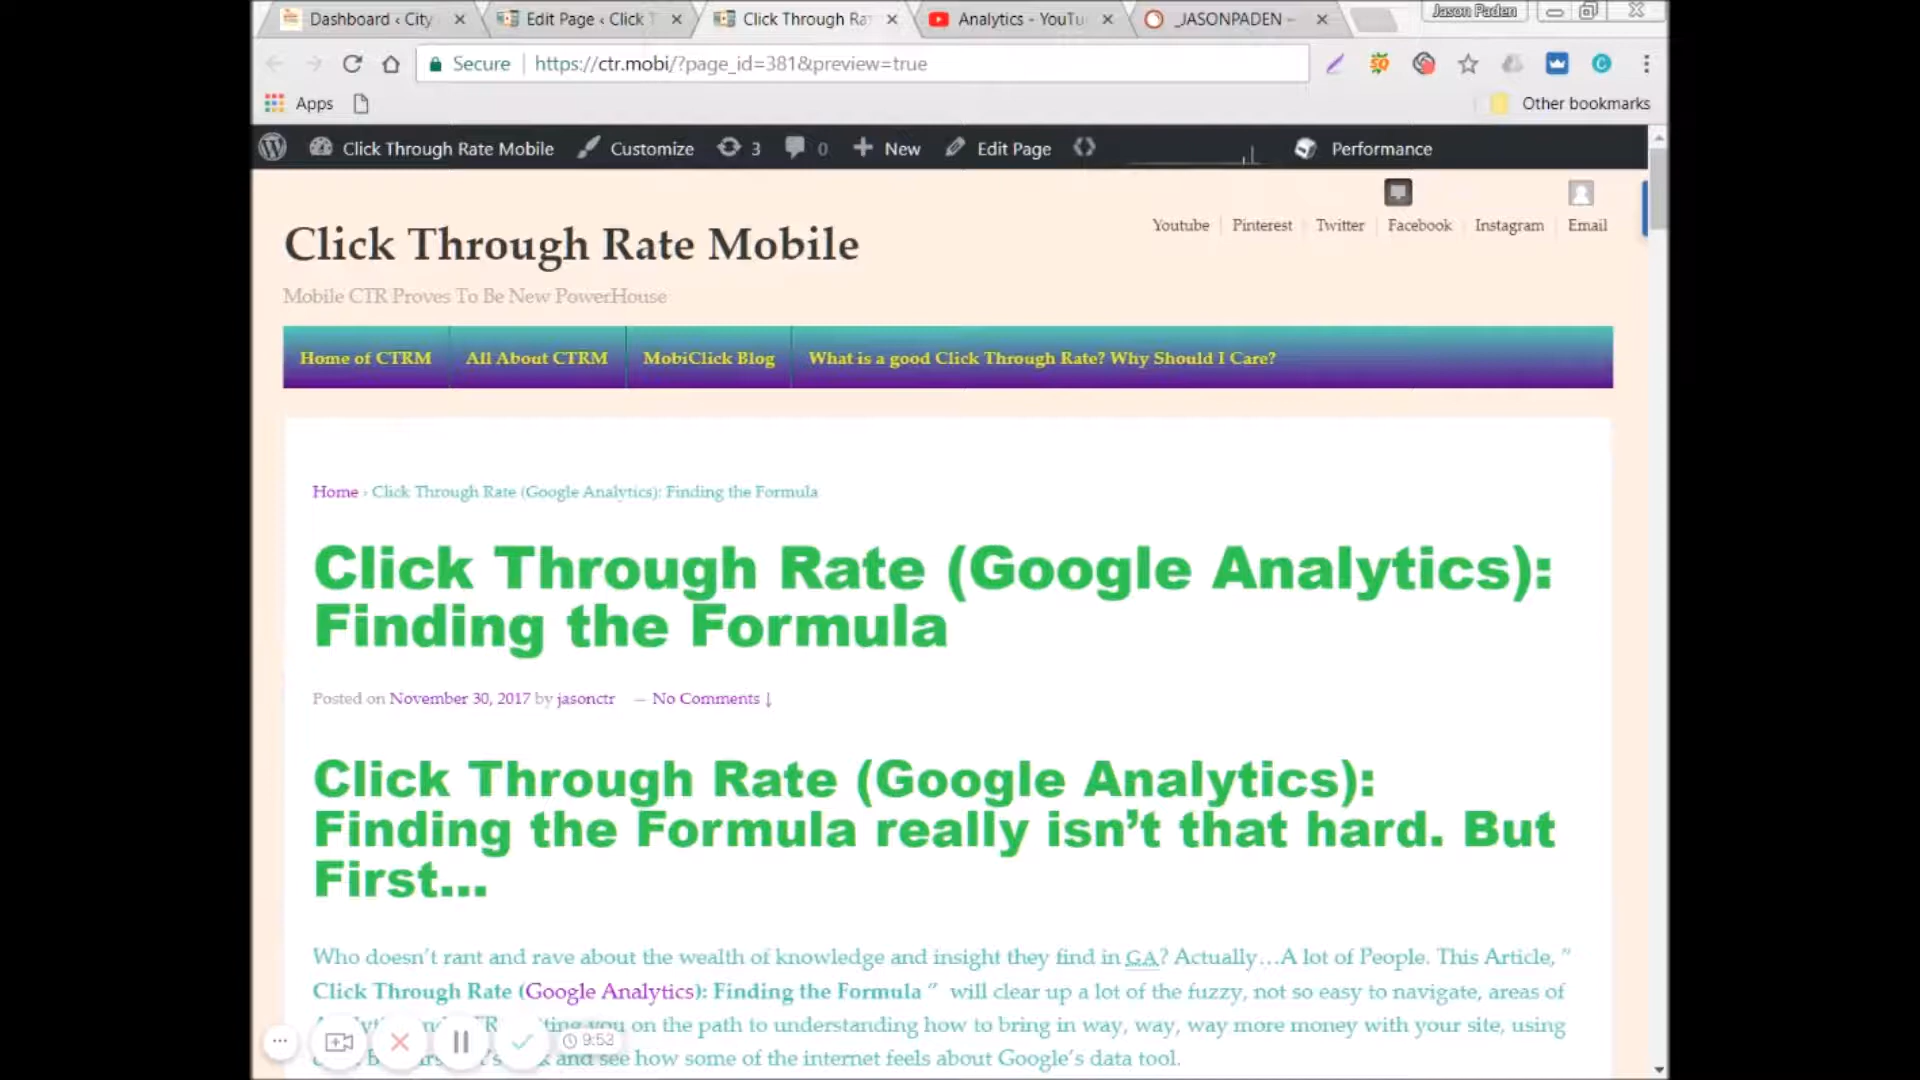 Dashboard ‹ City
Edit Page ‹ Click
Click Through Ra
Analytics - YouTu
_JASONPADEN -
Jason Paden
Secure
https://ctr.mobi/?page_id=381&preview=true
Apps
Other bookmarks
Click Through Rate Mobile
Customize
3
0
New
Edit Page
Performance
Youtube
Pinterest
Twitter
Facebook
Instagram
Email
Click Through Rate Mobile
Mobile CTR Proves To Be New PowerHouse
Home of CTRM
All About CTRM
MobiClick Blog
What is a good Click Through Rate? Why Should I Care?
Home › Click Through Rate (Google Analytics): Finding the Formula
Click Through Rate (Google Analytics):
Finding the Formula
Posted on November 30, 2017 by jasonctr — No Comments ↓
Click Through Rate (Google Analytics):
Finding the Formula really isn't that hard. But
First...
Who doesn't rant and rave about the wealth of knowledge and insight they find in GA? Actually…A lot of People. This Article, "
Click Through Rate (Google Analytics): Finding the Formula " will clear up a lot of the fuzzy, not so easy to navigate, areas of
you on the path to understanding how to bring in way, way, way more money with your site, using
9:53
and see how some of the internet feels about Google's data tool.